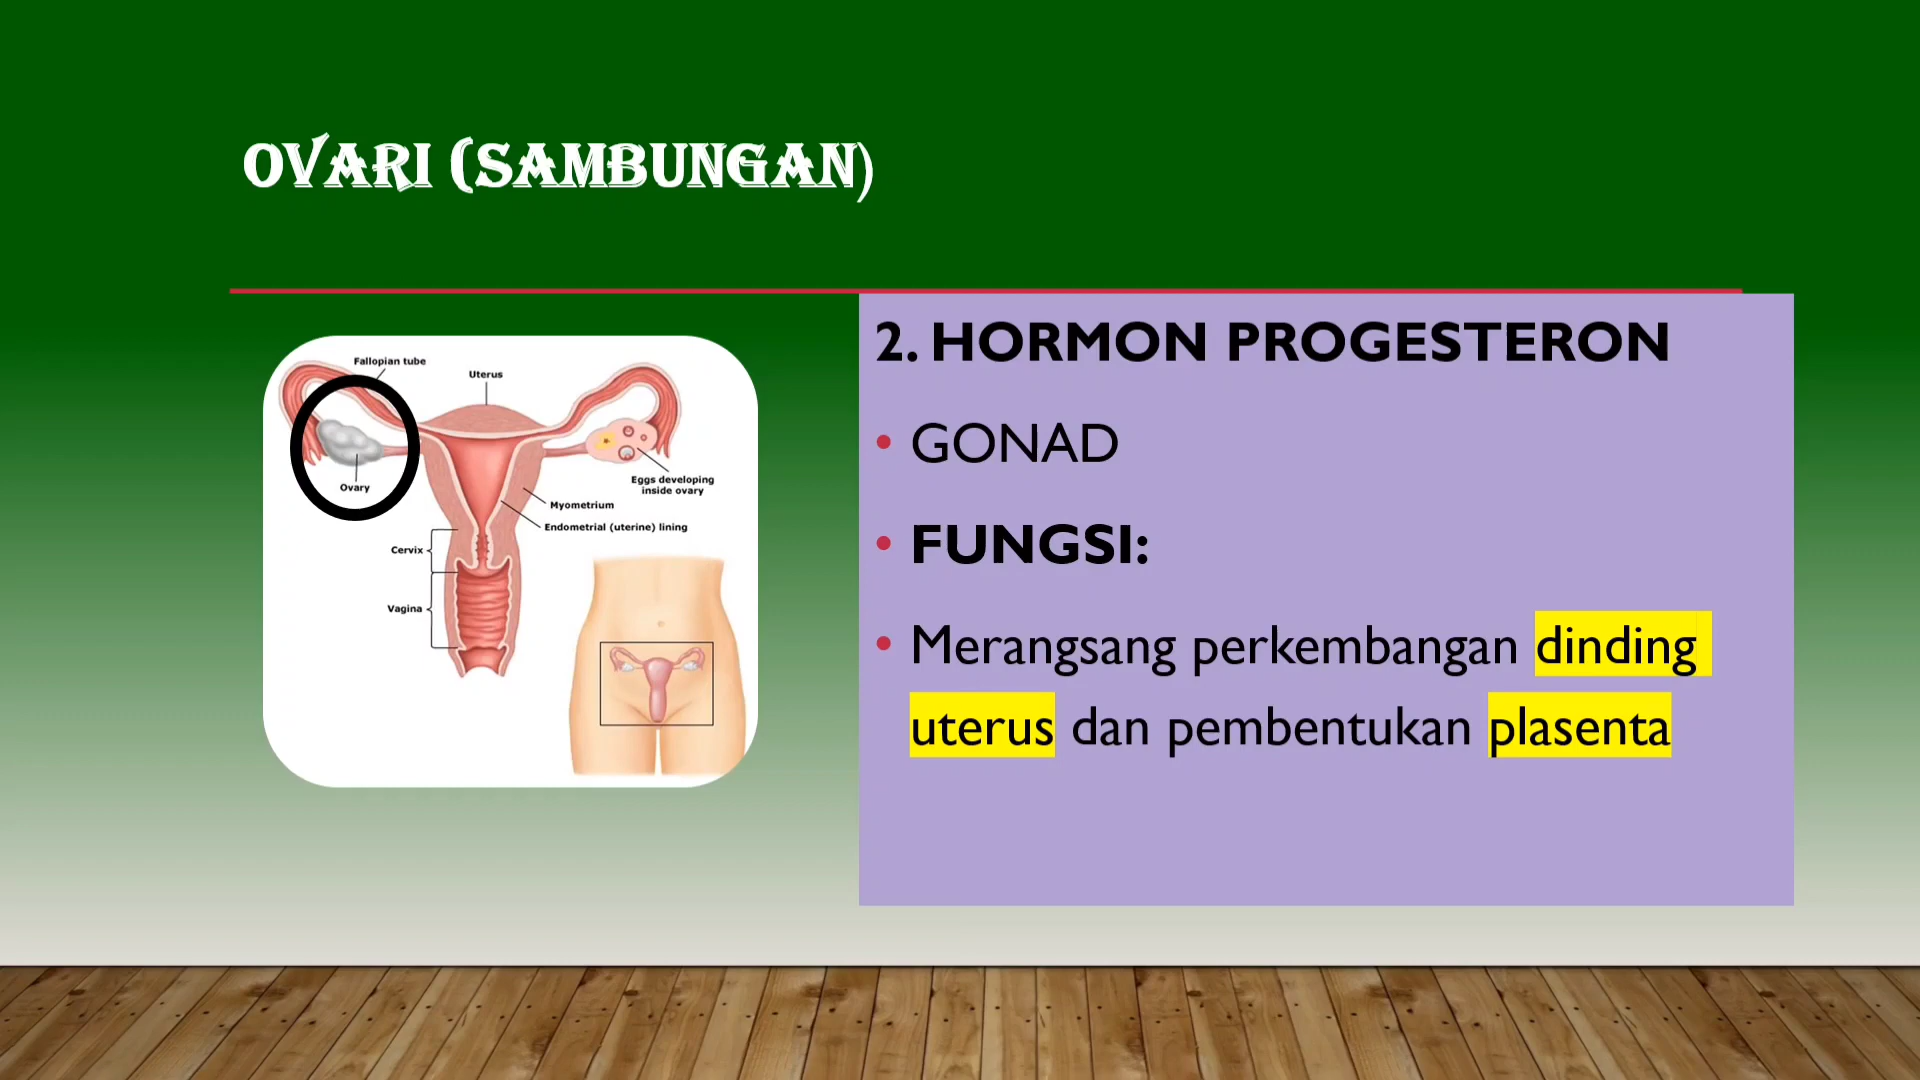 OVARI (SAMBUNGAN)
Fallopian tube
Uterus
Ovary
Eggs developing
inside ovary
Myometrium
Endometrial (uterine) lining
Cervix
Vagina
2. HORMON PROGESTERON
• GONAD
• FUNGSI:
• Merangsang perkembangan dinding
uterus dan pembentukan plasenta